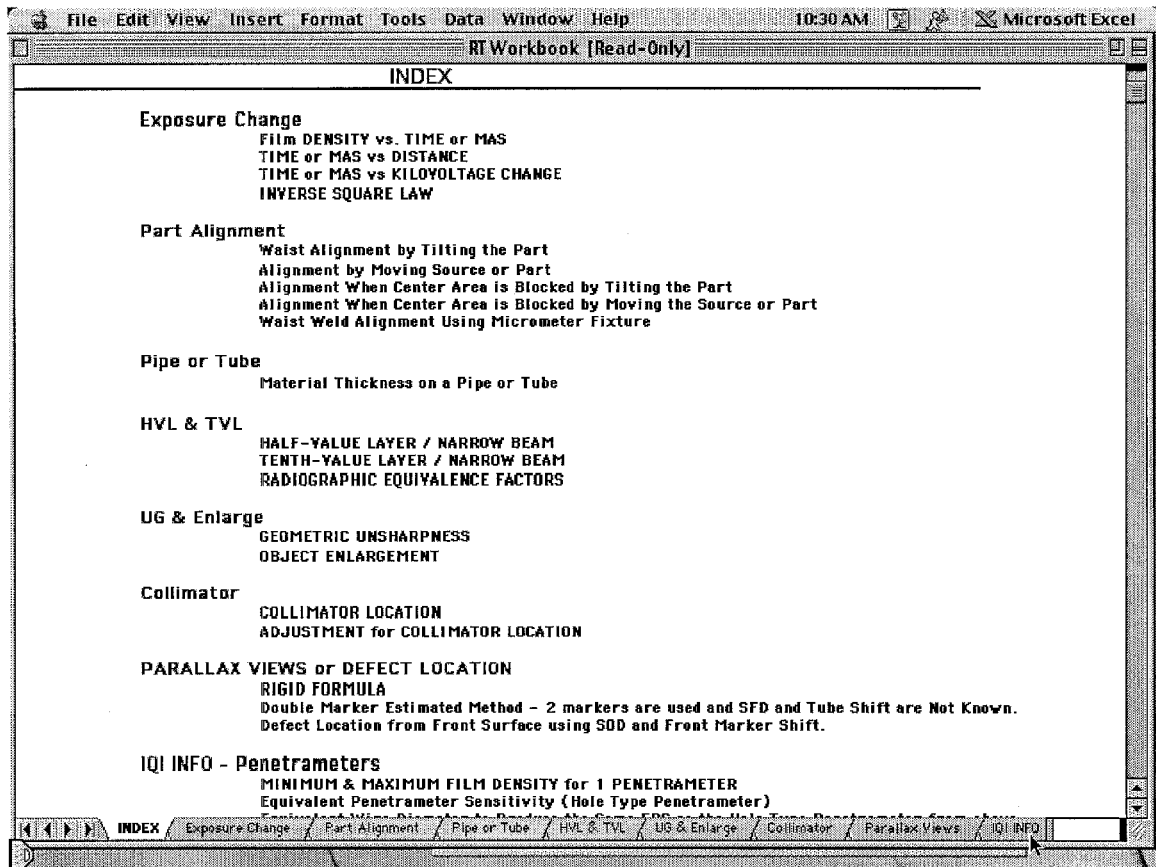 File Edit View Insert Format Tools Data Window Help 10:30 AM Microsoft Excel
RT Workbook [Read-Only]
INDEX
Exposure Change
Film DENSITY vs. TIME or MAS
TIME or MAS vs DISTANCE
TIME or MAS vs KILOVOLTAGE CHANGE
INVERSE SQUARE LAW
Part Alignment
Waist Alignment by Tilting the Part
Alignment by Moving Source or Part
Alignment When Center Area is Blocked by Tilting the Part
Alignment When Center Area is Blocked by Moving the Source or Part
Waist Weld Alignment Using Micrometer Fixture
Pipe or Tube
Material Thickness on a Pipe or Tube
HVL & TVL
HALF-VALUE LAYER / NARROW BEAM
TENTH-VALUE LAYER / NARROW BEAM
RADIOGRAPHIC EQUIVALENCE FACTORS
UG & Enlarge
GEOMETRIC UNSHARPNESS
OBJECT ENLARGEMENT
Collimator
COLLIMATOR LOCATION
ADJUSTMENT for COLLIMATOR LOCATION
PARALLAX VIEWS or DEFECT LOCATION
RIGID FORMULA
Double Marker Estimated Method - 2 markers are used and SFD and Tube Shift are Not Known.
Defect Location from Front Surface using SOD and Front Marker Shift.
IQI INFO - Penetrameters
MINIMUM & MAXIMUM FILM DENSITY for 1 PENETRAMETER
Equivalent Penetrameter Sensitivity (Hole Type Penetrameter)
INDEX Exposure Change Part Alignment Pipe or Tube HVL & TVL UG & Enlarge Collimator Parallax Views IQI INFO